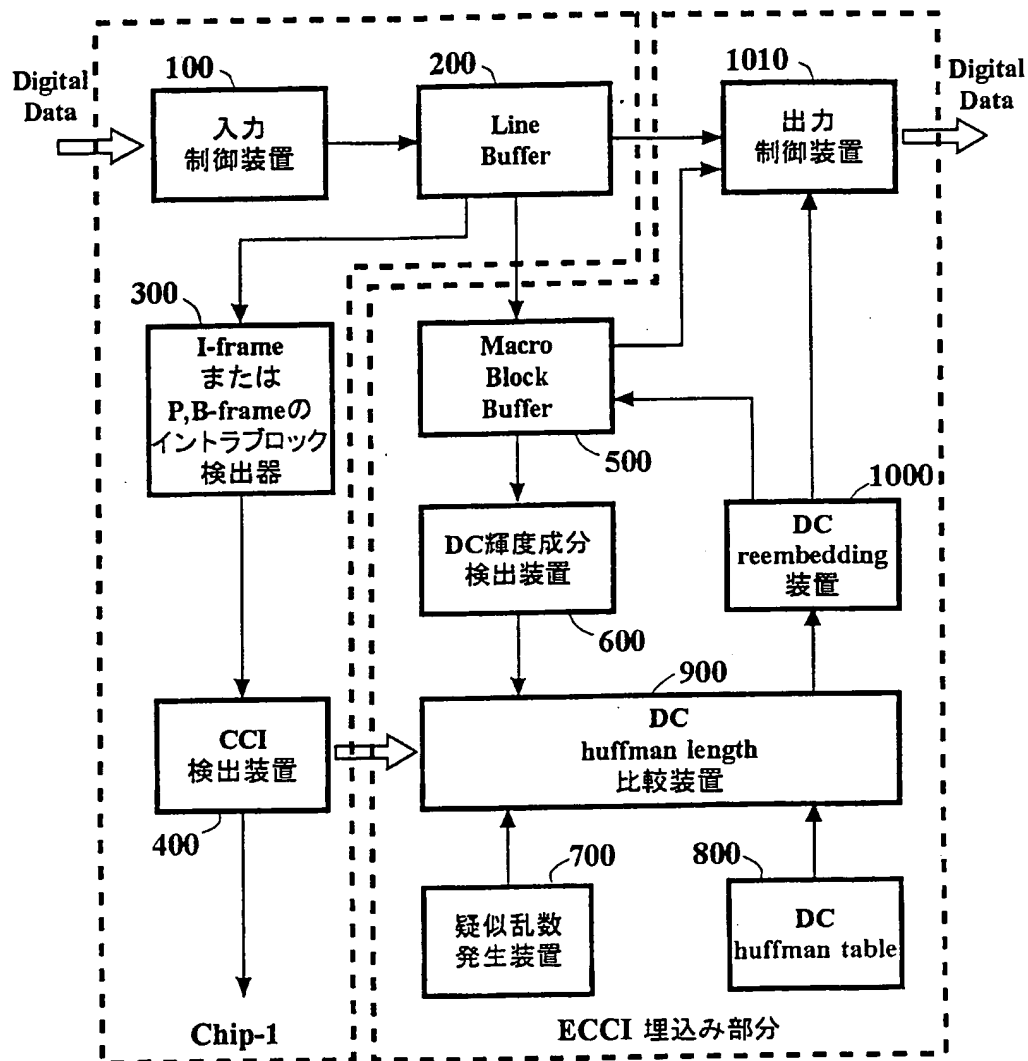 100
200
1010
Digital
Data
入力
制御装置
Line
Buffer
出力
制御装置
Digital
Data
300
I-frame
または
P,B-frameの
イントラブロック
検出器
Macro
Block
Buffer
500
DC輝度成分
検出装置
600
1000
DC
reembedding
装置
900
CCI
検出装置
400
DC
huffman length
比較装置
700
疑似乱数
発生装置
800
DC
huffman table
Chip-1
ECCI 埋込み部分